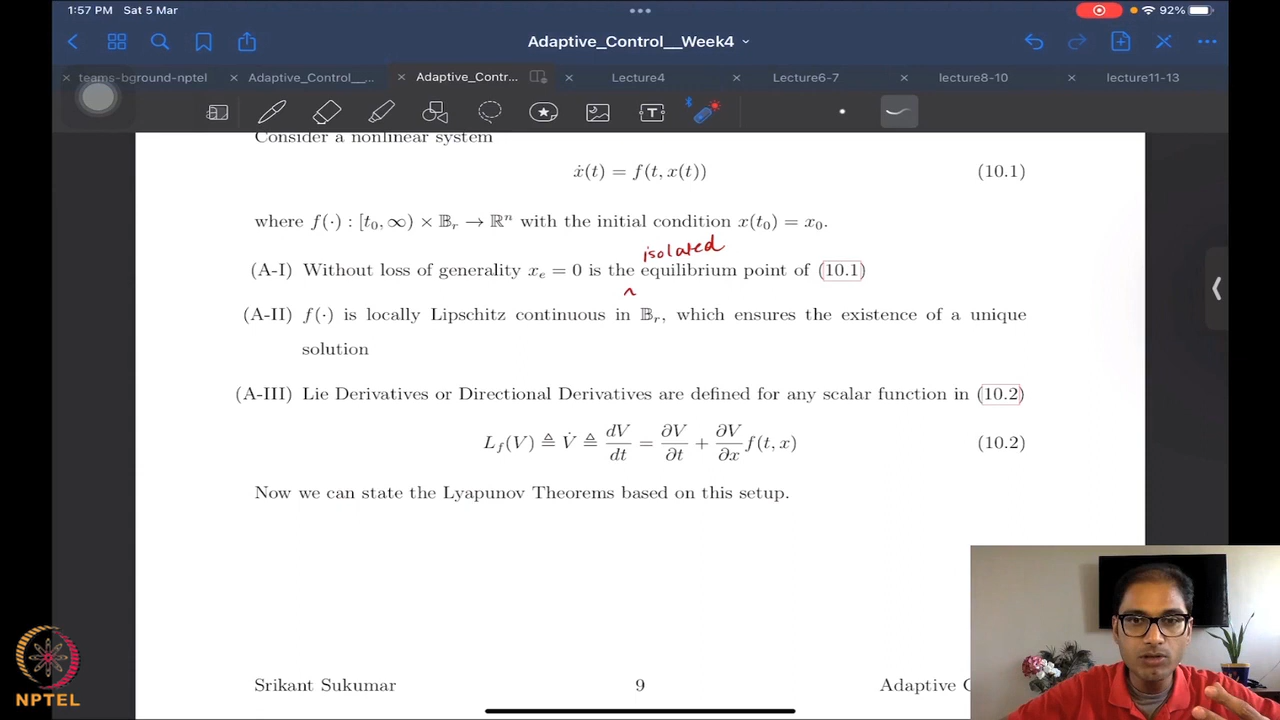 1:57 PM Sat 5 Mar
92%
Adaptive_Control__Week4
teams-bground-nptel
Adaptive_Control__...
Adaptive_Contr...
Lecture4
Lecture6-7
lecture8-10
lecture11-13
Consider a nonlinear system
ẋ(t) = f(t, x(t)) (10.1)
where f(·) : [t₀, ∞) × 𝔹ᵣ → ℝⁿ with the initial condition x(t₀) = x₀.
isolated
(A-I) Without loss of generality xₑ = 0 is the equilibrium point of (10.1)
(A-II) f(·) is locally Lipschitz continuous in 𝔹ᵣ, which ensures the existence of a unique
solution
(A-III) Lie Derivatives or Directional Derivatives are defined for any scalar function in (10.2)
L_f(V) ≜ V̇ ≜ dV/dt = ∂V/∂t + ∂V/∂x f(t, x) (10.2)
Now we can state the Lyapunov Theorems based on this setup.
Srikant Sukumar 9 Adaptive
NPTEL